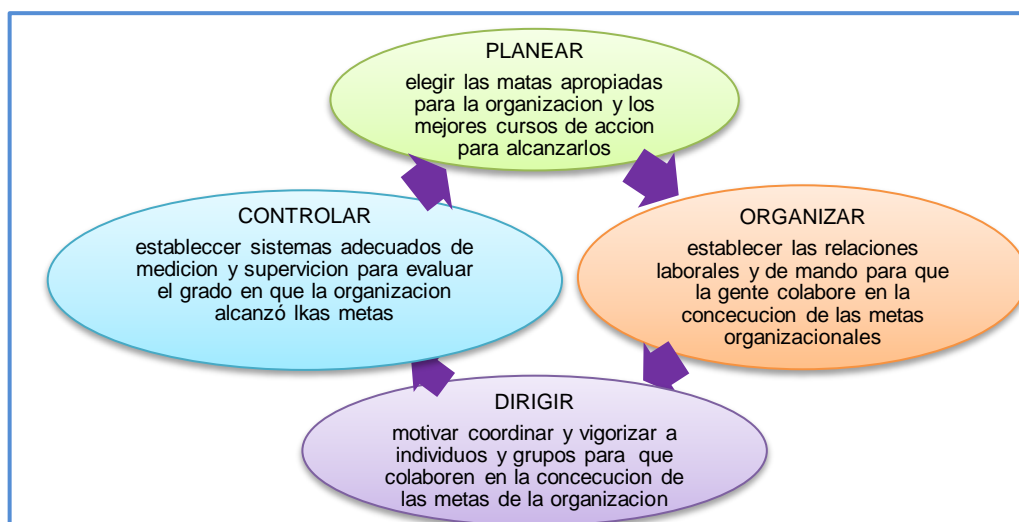 PLANEAR
elegir las matas apropiadas
para la organizacion y los
mejores cursos de accion
para alcanzarlos
CONTROLAR
estableccer sistemas adecuados de
medicion y supervicion para evaluar
el grado en que la organizacion
alcanzó lkas metas
ORGANIZAR
establecer las relaciones
laborales y de mando para que
la gente colabore en la
concecucion de las metas
organizacionales
DIRIGIR
motivar coordinar y vigorizar a
individuos y grupos para que
colaboren en la concecucion de
las metas de la organizacion